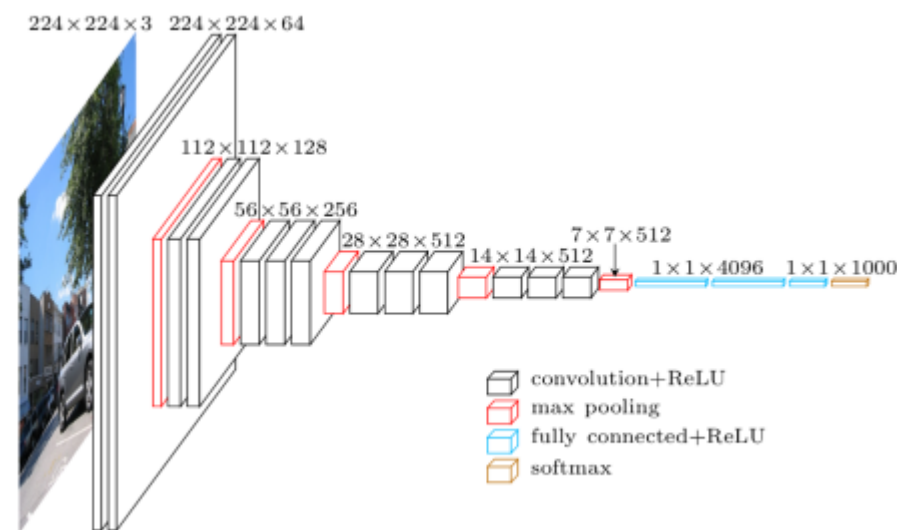 224×224×3
224×224×64
112×112×128
56×56×256
28×28×512
14×14×512
7×7×512
1×1×4096
1×1×1000
convolution+ReLU
max pooling
fully connected+ReLU
softmax